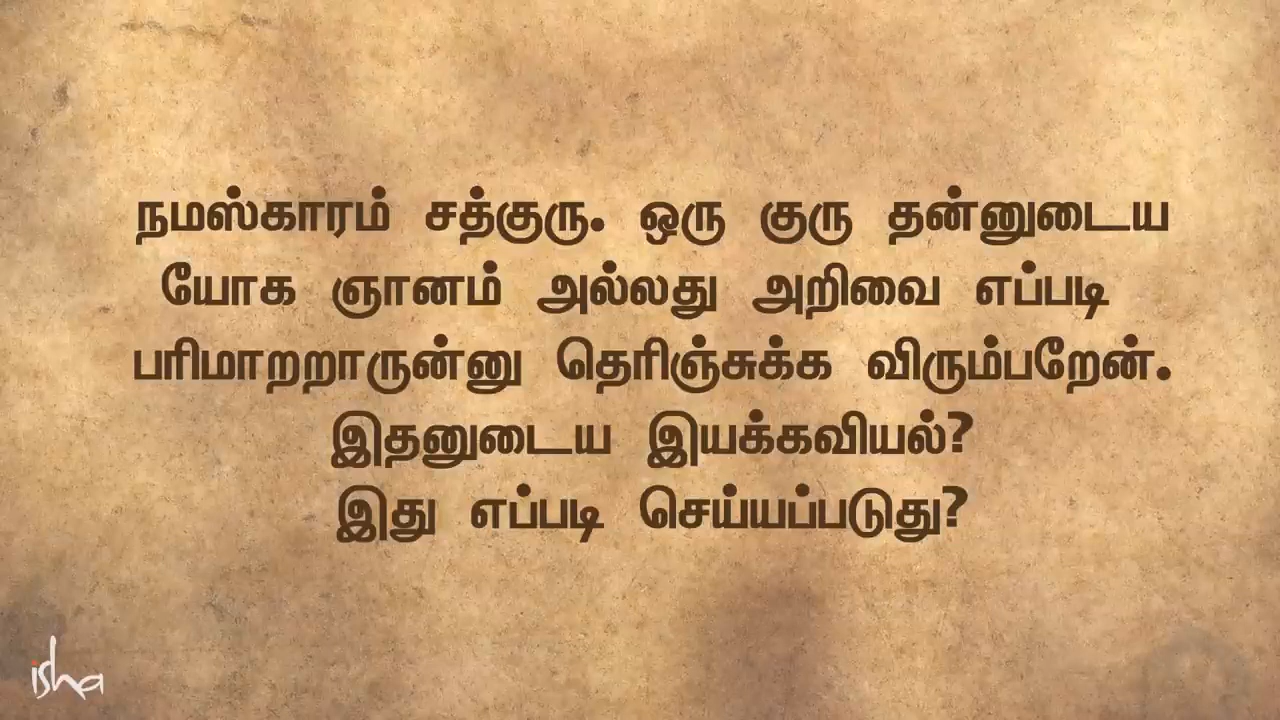 நமஸ்காரம் சத்குரு. ஒரு குரு தன்னுடைய
யோக ஞானம் அல்லது அறிவை எப்படி
பரிமாறறாருன்னு தெரிஞ்சுக்க விரும்பறேன்.
இதனுடைய இயக்கவியல்?
இது எப்படி செய்யப்படுது?
isha